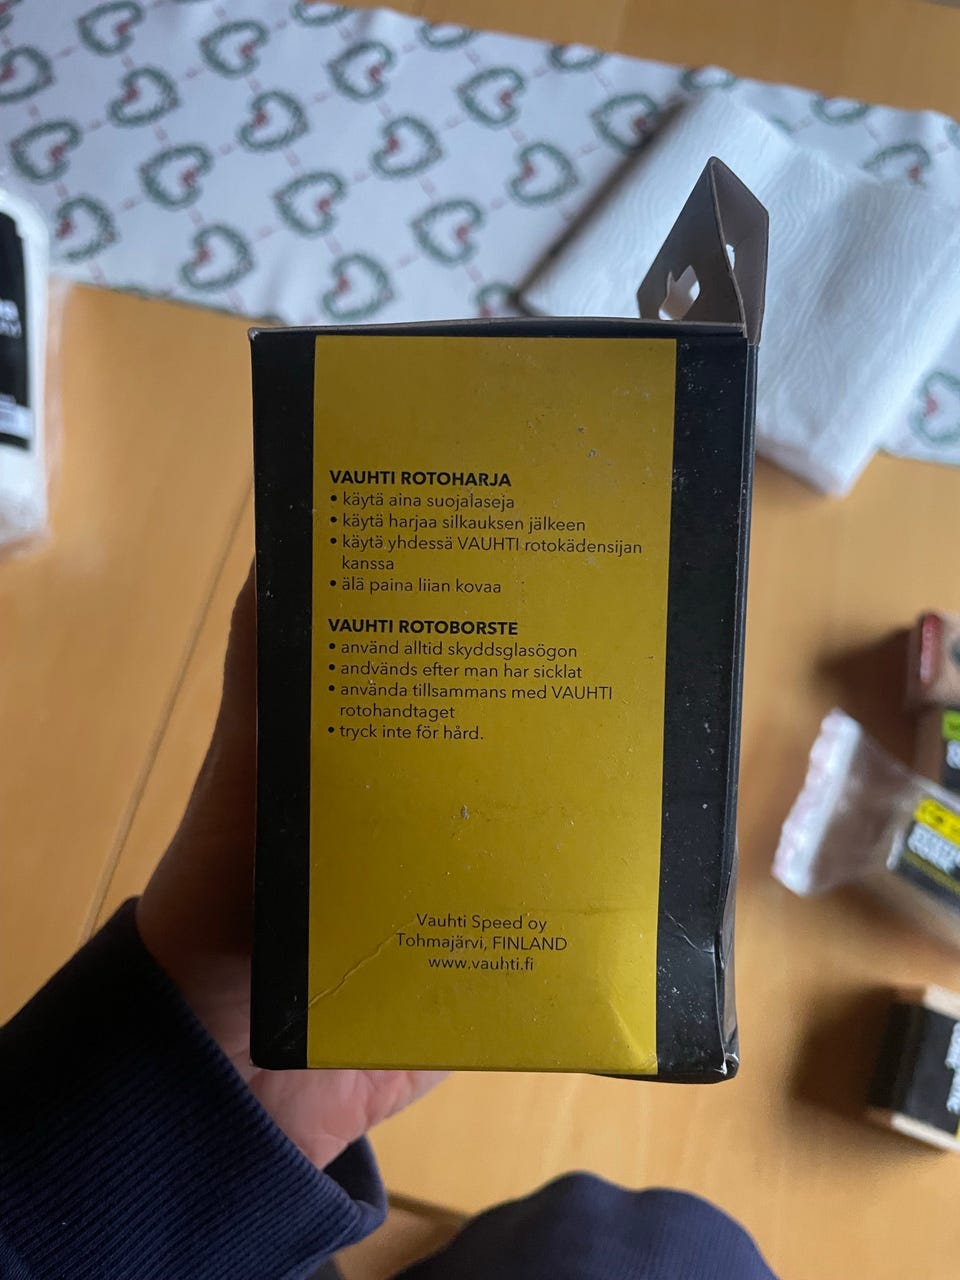 VAUHTI ROTOHARJA
• käytä aina suojalaseja
• käytä harjaa silkauksen jälkeen
• käytä yhdessä VAUHTI rotokädensijan
kanssa
• älä paina liian kovaa
VAUHTI ROTOBORSTE
• använd alltid skyddsglasögon
• andvänds efter man har sicklat
• använda tillsammans med VAUHTI
rotohandtaget
• tryck inte för hård.
Vauhti Speed oy
Tohmajärvi, FINLAND
www.vauhti.fi